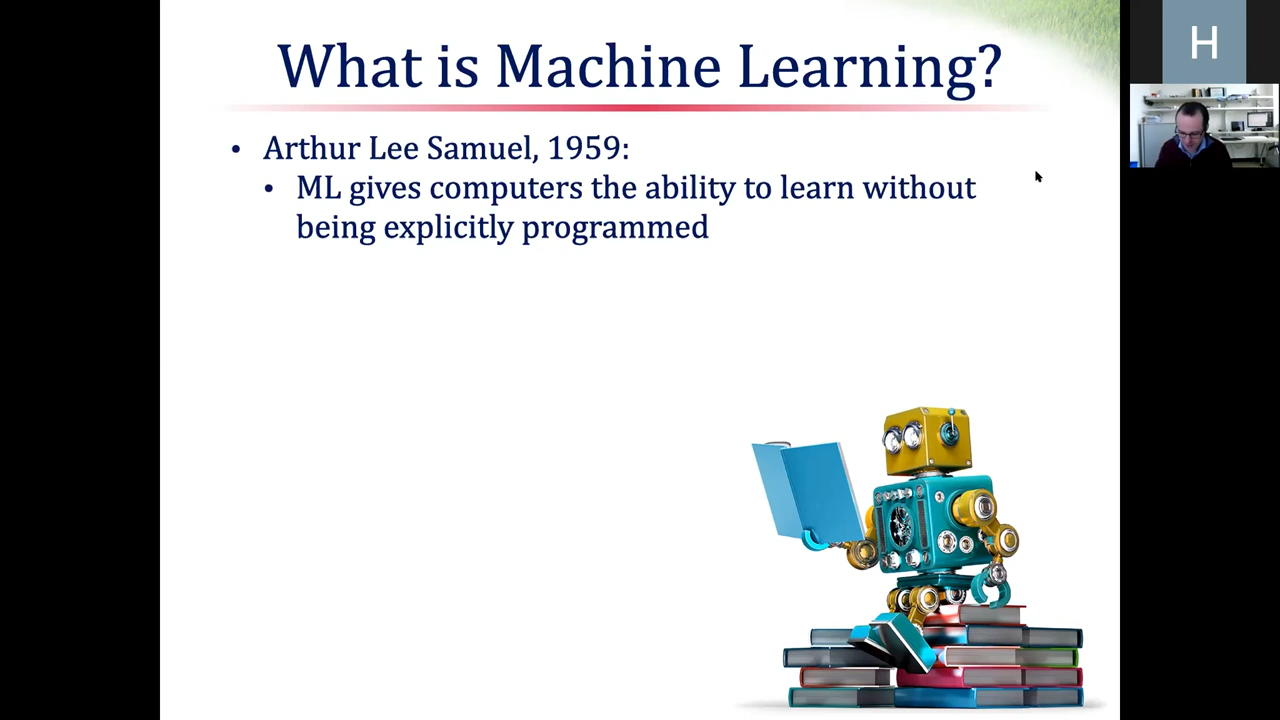 What is Machine Learning?
• Arthur Lee Samuel, 1959:
• ML gives computers the ability to learn without
being explicitly programmed
H